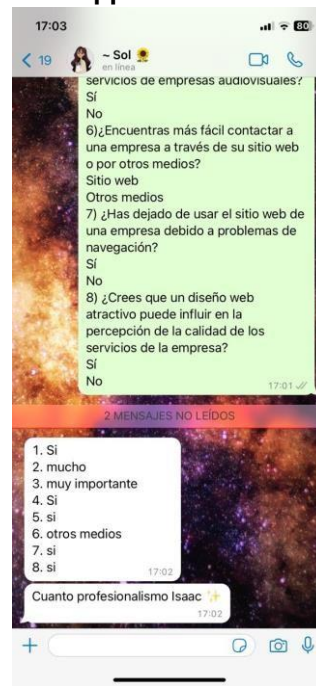 17:03
80
19
~ Sol 🌻
en línea
servicios de empresas audiovisuales?
Sí
No
6)¿Encuentras más fácil contactar a
una empresa a través de su sitio web
o por otros medios?
Sitio web
Otros medios
7) ¿Has dejado de usar el sitio web de
una empresa debido a problemas de
navegación?
Sí
No
8) ¿Crees que un diseño web
atractivo puede influir en la
percepción de la calidad de los
servicios de la empresa?
Sí
No
17:01
2 MENSAJES NO LEÍDOS
1. Si
2. mucho
3. muy importante
4. Si
5. si
6. otros medios
7. si
8. si
17:02
Cuanto profesionalismo Isaac ✨
17:02